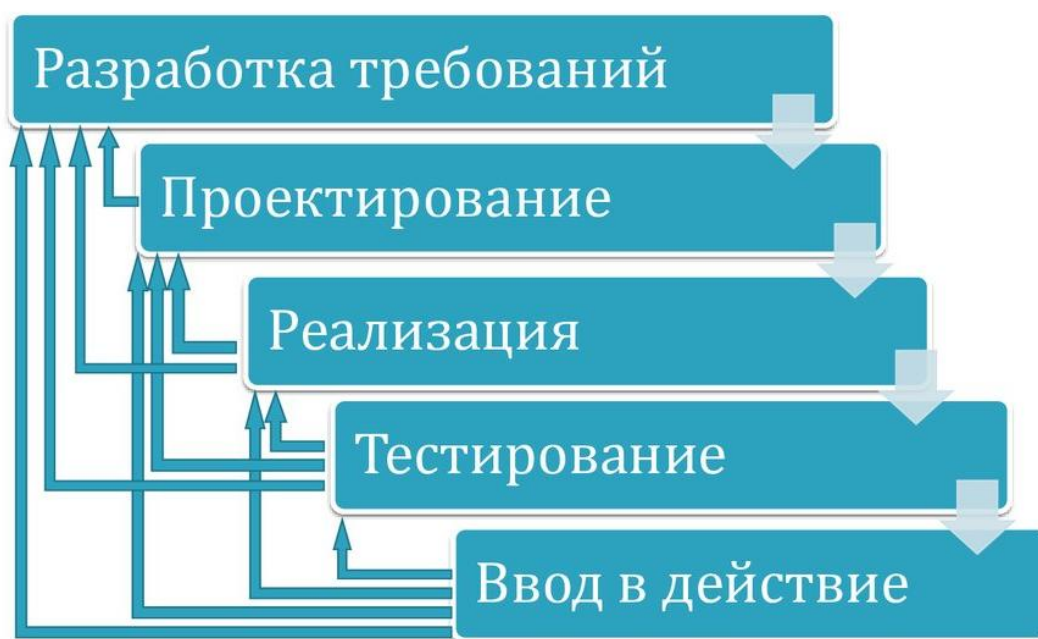 Разработка требований
Проектирование
Реализация
Тестирование
Ввод в действие